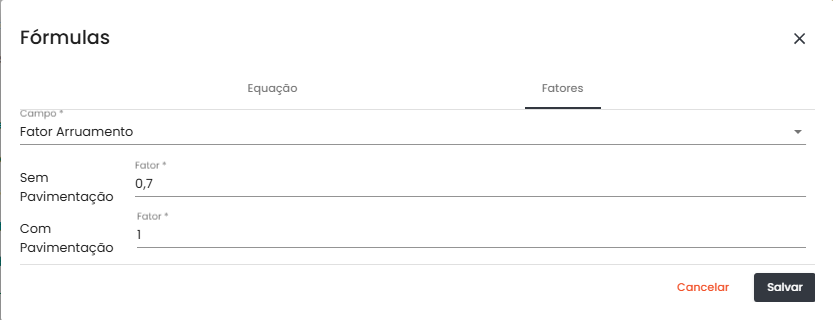 Fórmulas
Equação
Fatores
Campo *
Fator Arruamento
Sem
Pavimentação
Fator *
0,7
Com
Pavimentação
Fator *
1
Cancelar
Salvar